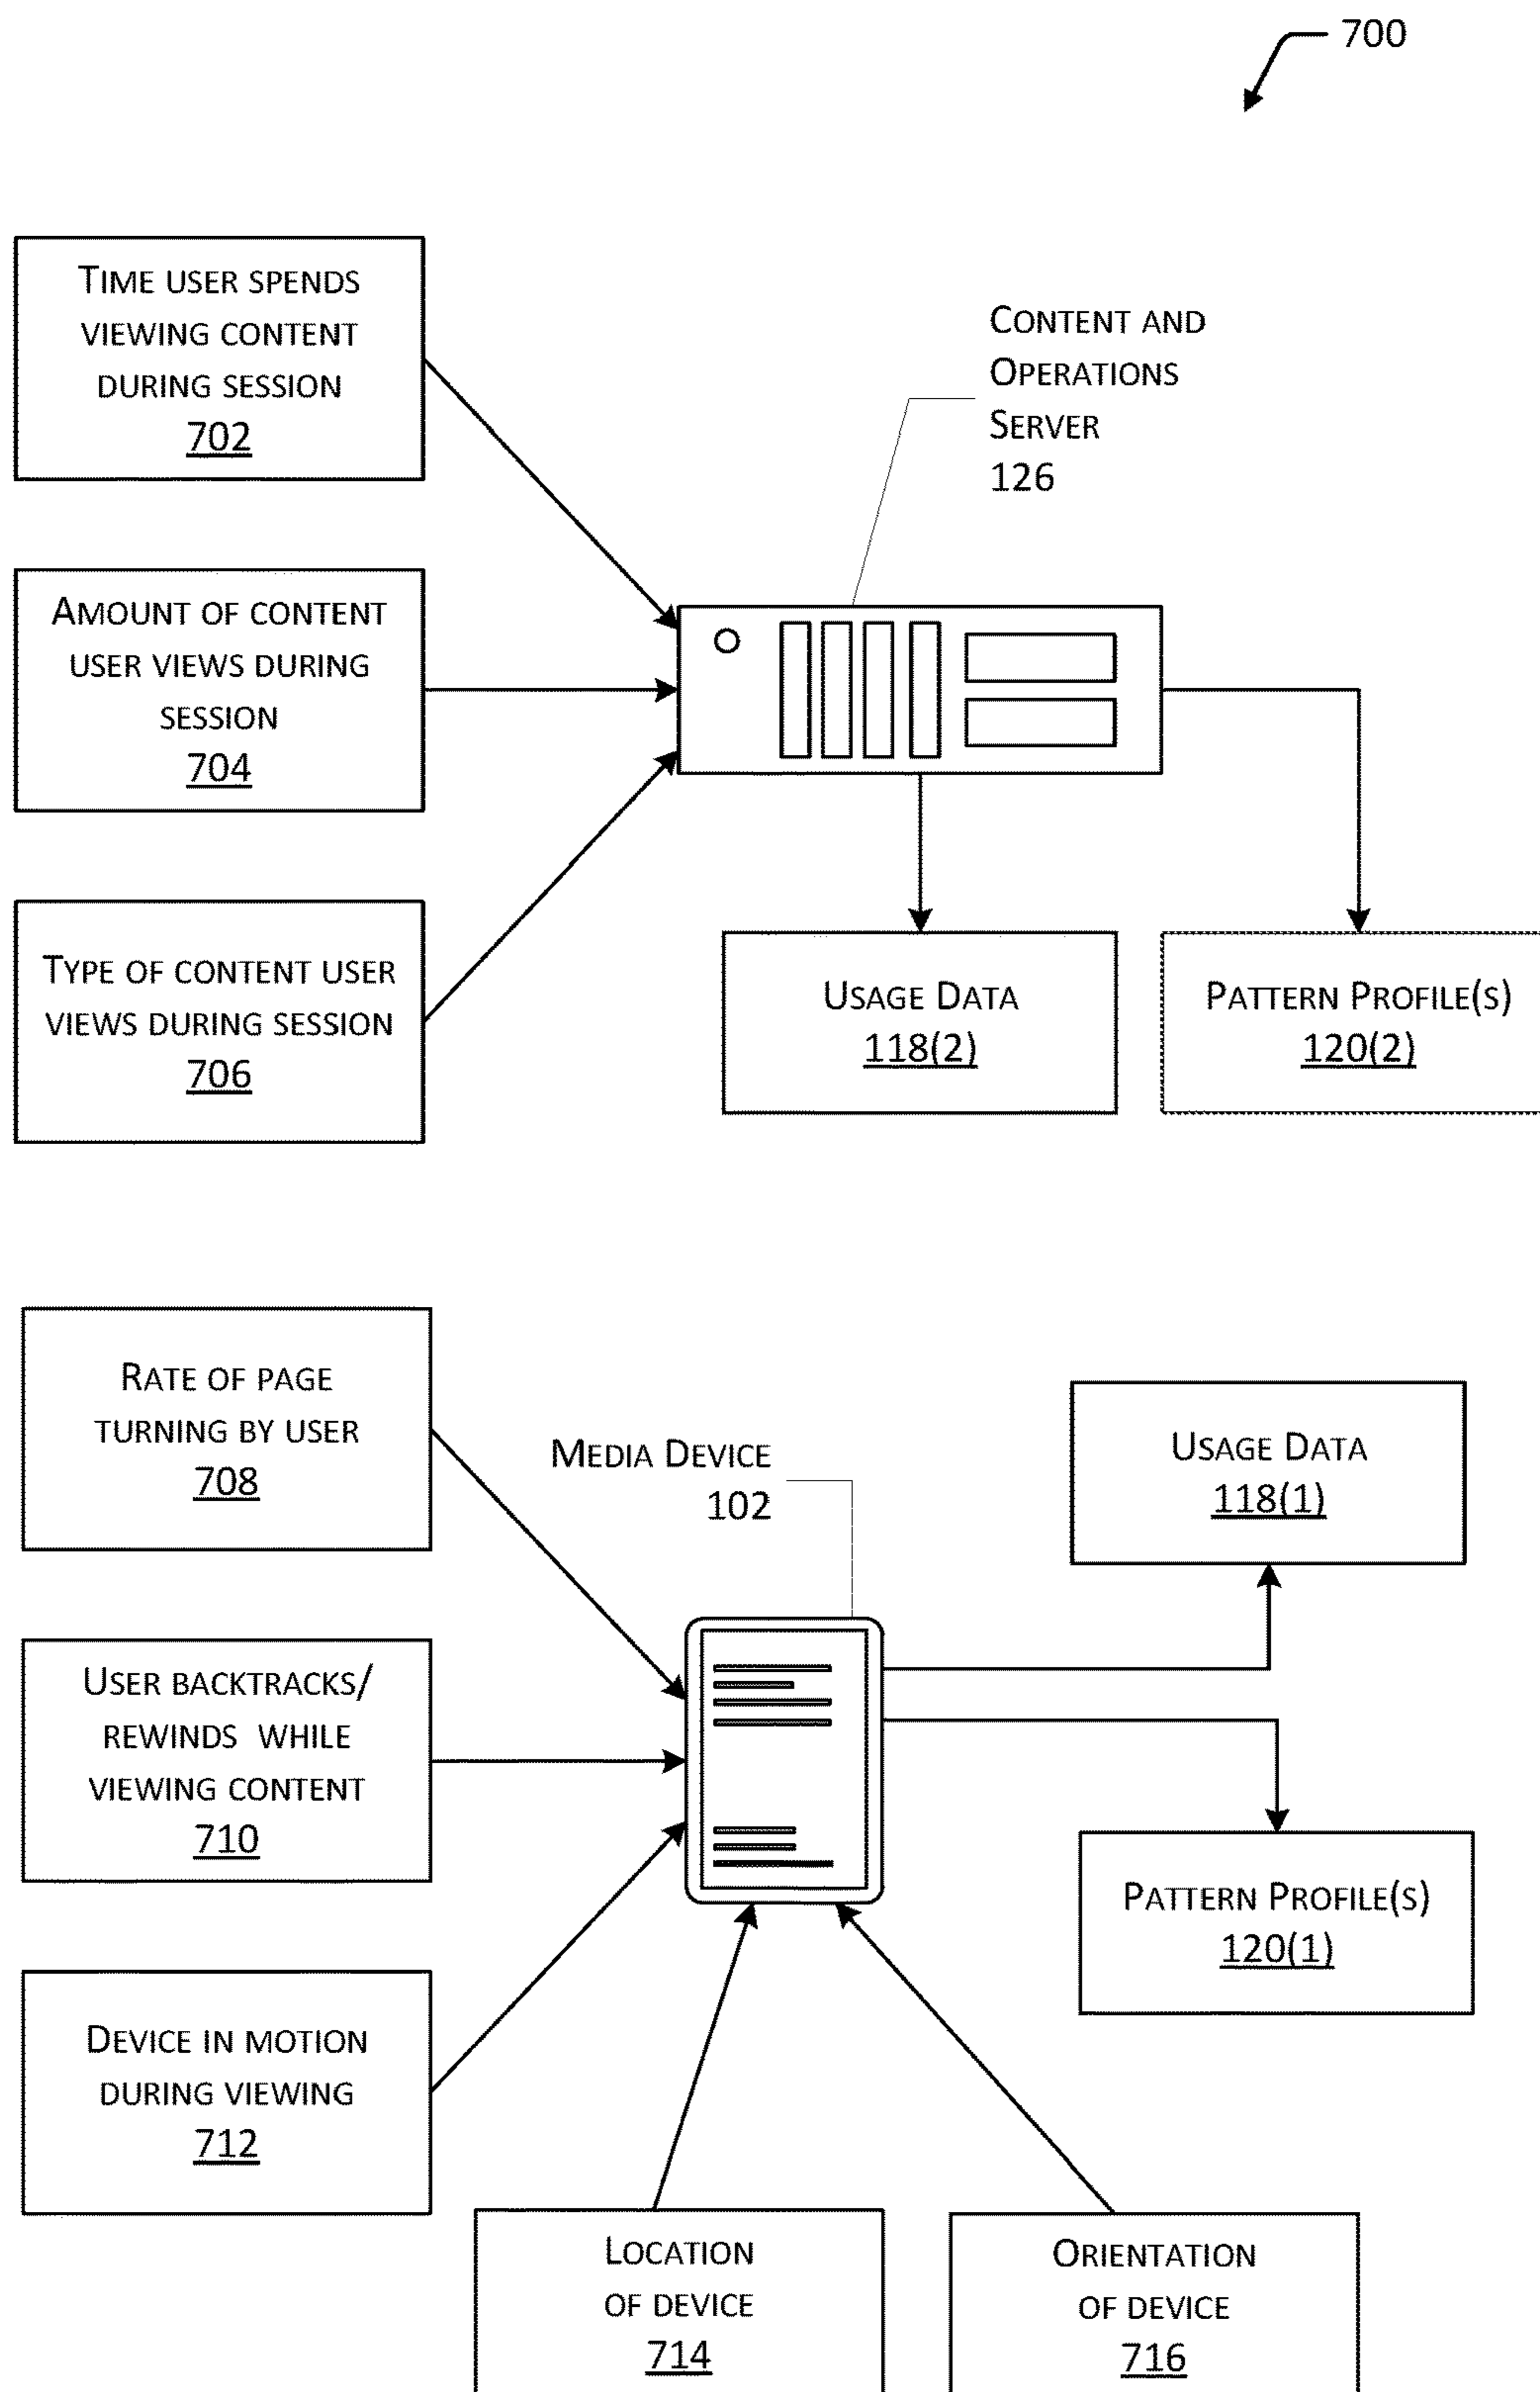 700
TIME USER SPENDS
VIEWING CONTENT
DURING SESSION
702
CONTENT AND
OPERATIONS
SERVER
126
AMOUNT OF CONTENT
USER VIEWS DURING
SESSION
704
TYPE OF CONTENT USER
VIEWS DURING SESSION
706
USAGE DATA
118(2)
PATTERN PROFILE(S)
120(2)
RATE OF PAGE
TURNING BY USER
708
MEDIA DEVICE
102
USAGE DATA
118(1)
USER BACKTRACKS/
REWINDS WHILE
VIEWING CONTENT
710
PATTERN PROFILE(S)
120(1)
DEVICE IN MOTION
DURING VIEWING
712
LOCATION
OF DEVICE
714
ORIENTATION
OF DEVICE
716